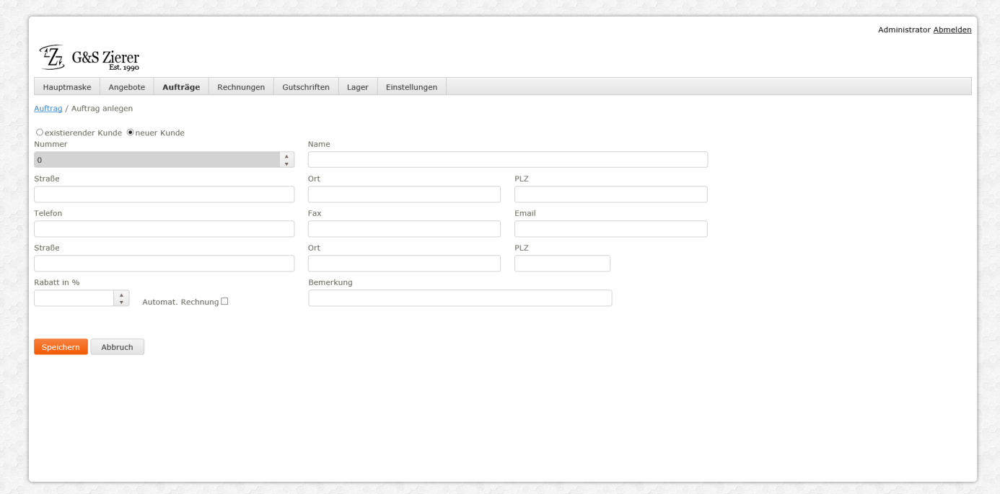 Administrator Abmelden
G&S Zierer
Est. 1990
Hauptmaske Angebote Aufträge Rechnungen Gutschriften Lager Einstellungen
Auftrag / Auftrag anlegen
existierender Kunde neuer Kunde
Nummer Name
0
Straße Ort PLZ
Telefon Fax Email
Straße Ort PLZ
Rabatt in % Bemerkung
Automat. Rechnung
Speichern Abbruch